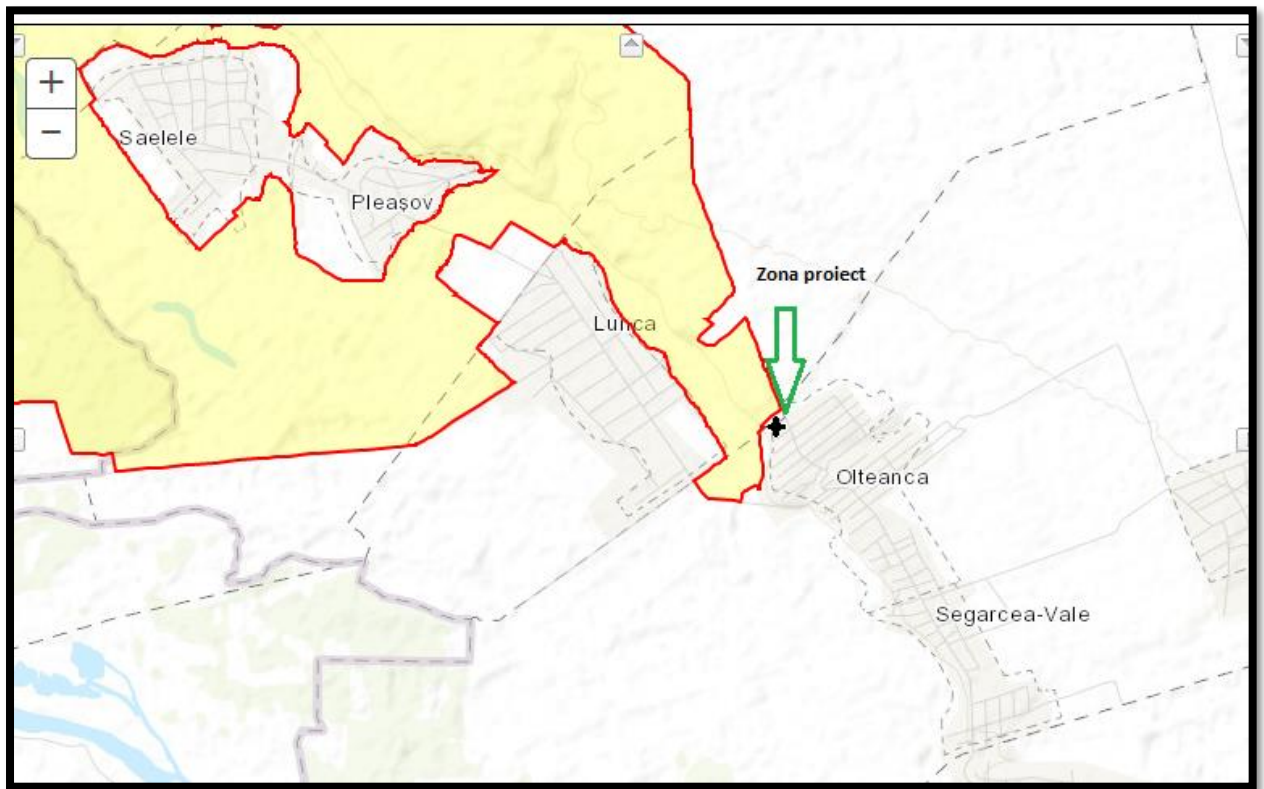 +
−
Saelele
Pleașov
Zona proiect
Lunca
Olteanca
Segarcea-Vale